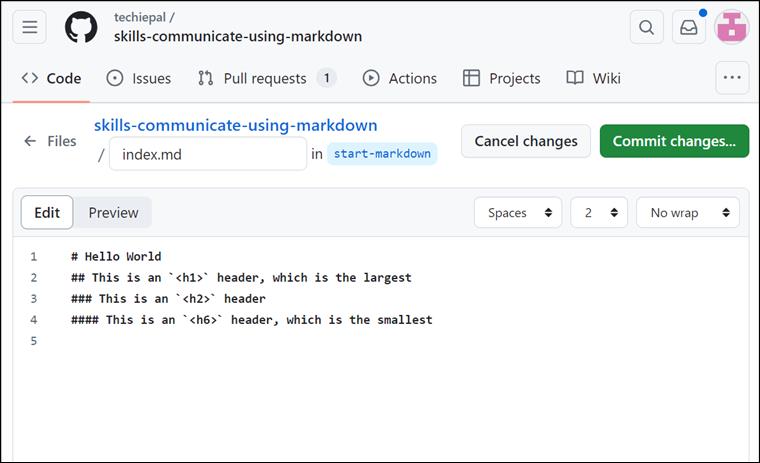 techiepal /
skills-communicate-using-markdown
Code Issues Pull requests 1 Actions Projects Wiki
skills-communicate-using-markdown
Files / index.md in start-markdown Cancel changes Commit changes...
Edit Preview Spaces 2 No wrap
1 # Hello World
2 ## This is an `<h1>` header, which is the largest
3 ### This is an `<h2>` header
4 #### This is an `<h6>` header, which is the smallest
5